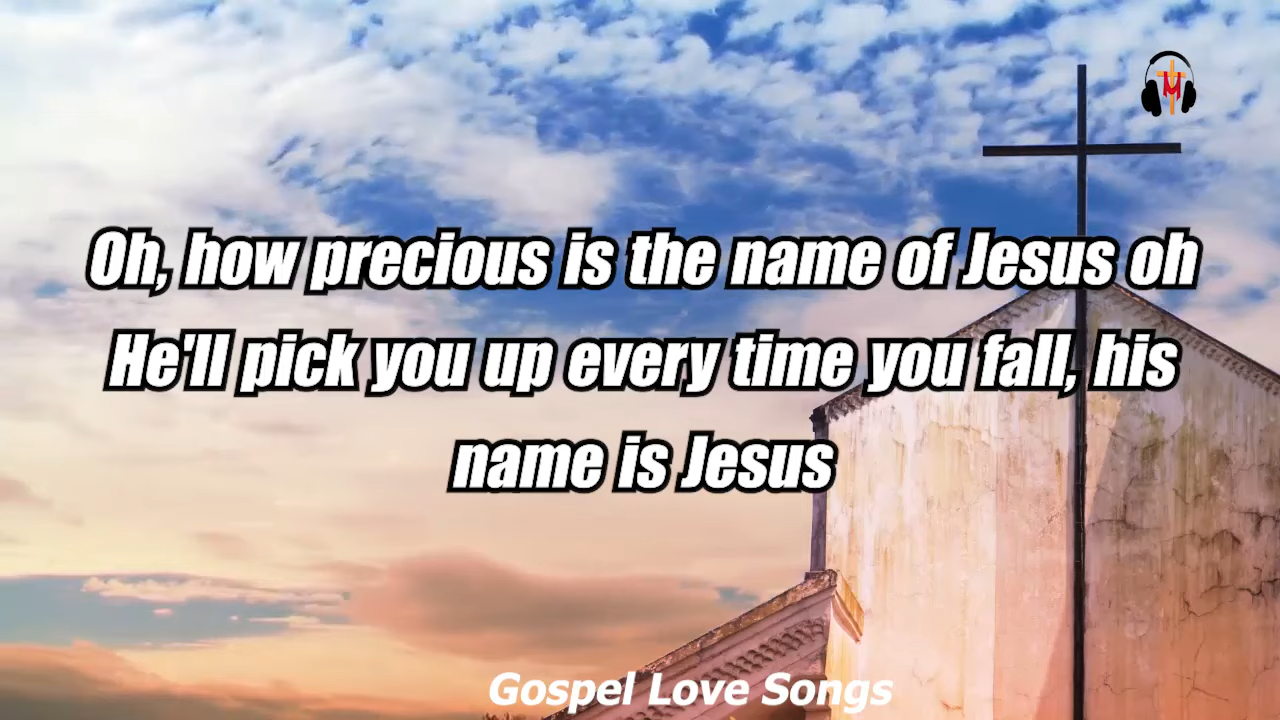 Oh, how precious is the name of Jesus oh
He'll pick you up every time you fall, his
name is Jesus
Gospel Love Songs